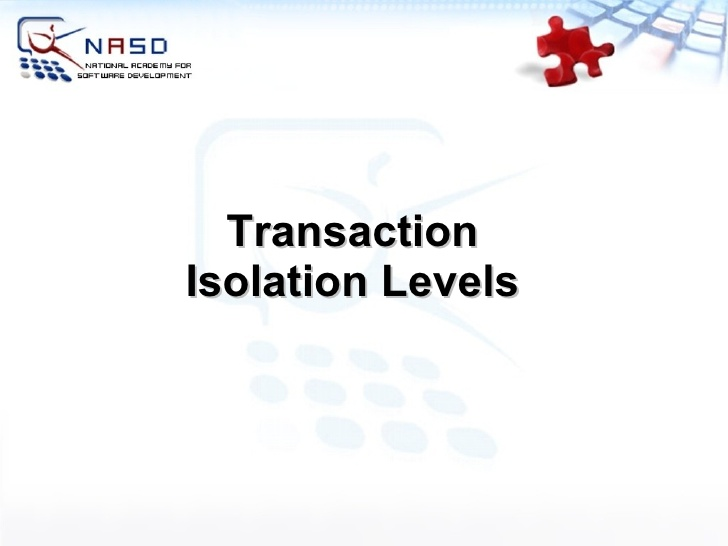 NASD
NATIONAL ACADEMY FOR
SOFTWARE DEVELOPMENT
Transaction
Isolation Levels